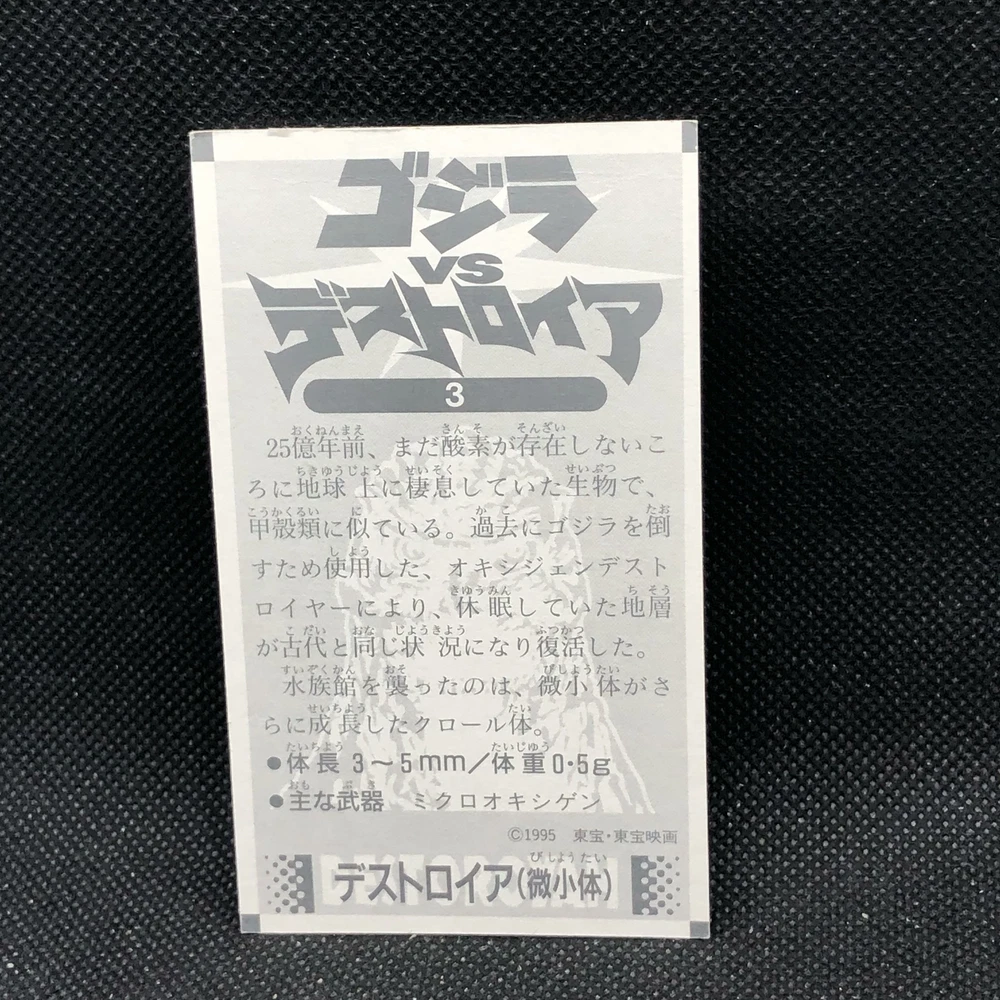 ゴジラ
VS
デストロイア
3
25億年前、まだ酸素が存在しないこ
ろに地球上に棲息していた生物で、
甲殻類に似ている。過去にゴジラを倒
すため使用した、オキシジェンデスト
ロイヤーにより、休眠していた地層
が古代と同じ状況になり復活した。
水族館を襲ったのは、微小体がさ
らに成長したクロール体。
●体長3〜5mm/体重0・5g
●主な武器 ミクロオキシゲン
©1995 東宝・東宝映画
DESTOROYAH
デストロイア(微小体)